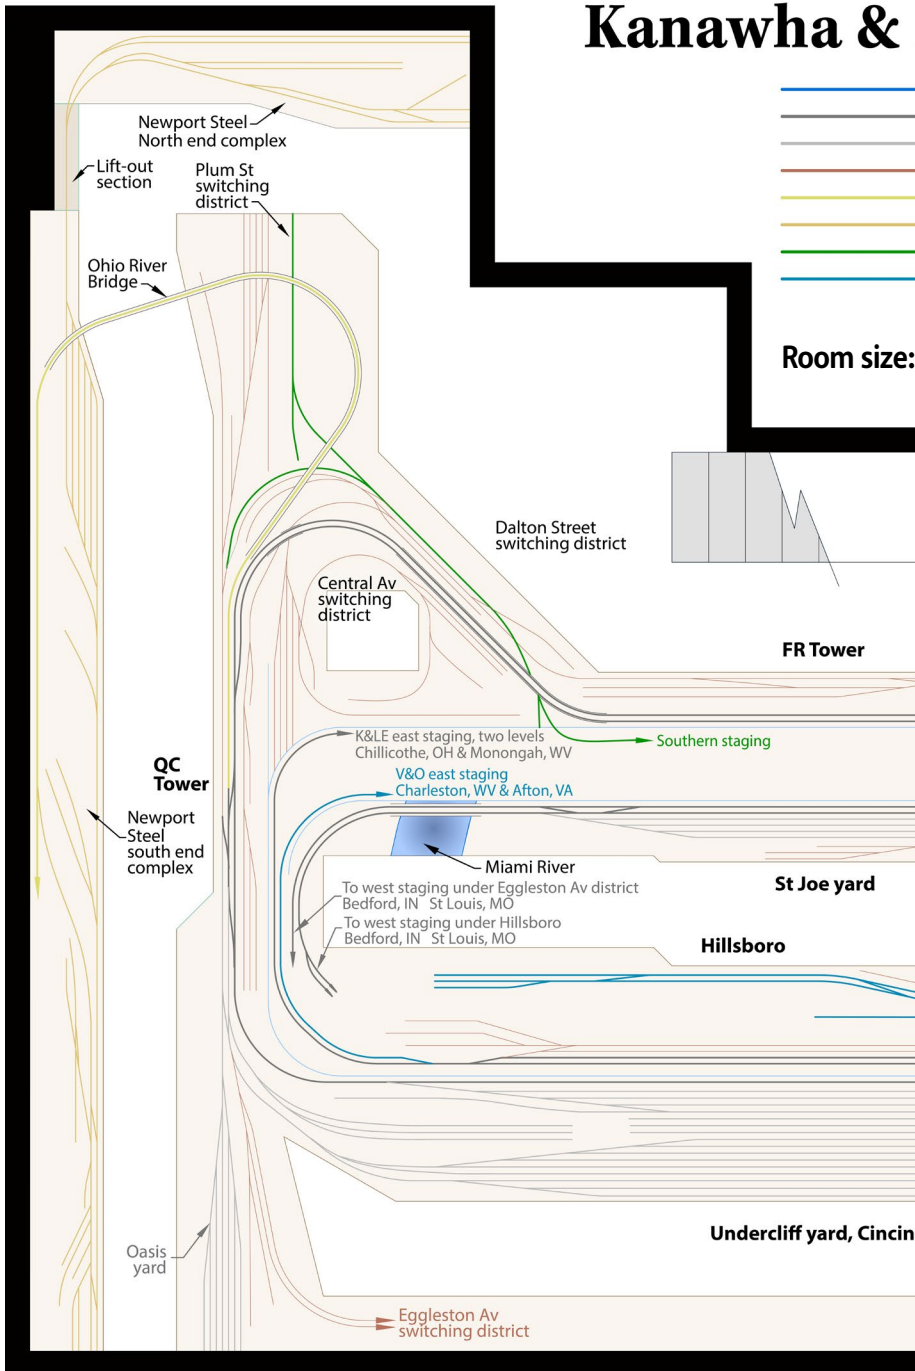 Kanawha &
Newport Steel
North end complex
Lift-out
section
Plum St
switching
district
Ohio River
Bridge
Room size:
Dalton Street
switching district
Central Av
switching
district
FR Tower
K&LE east staging, two levels
Chillicothe, OH & Monongah, WV
Southern staging
QC
Tower
V&O east staging
Charleston, WV & Afton, VA
Newport
Steel
south end
complex
Miami River
To west staging under Eggleston Av district
Bedford, IN St Louis, MO
To west staging under Hillsboro
Bedford, IN St Louis, MO
St Joe yard
Hillsboro
Undercliff yard, Cincin
Oasis
yard
Eggleston Av
switching district